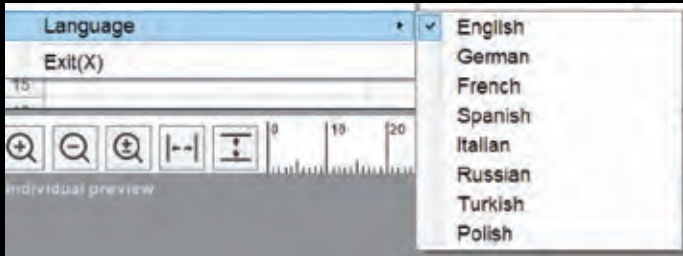 Language
Exit(X)
15
English
German
French
Spanish
Italian
Russian
Turkish
Polish
0 10 20
individual preview